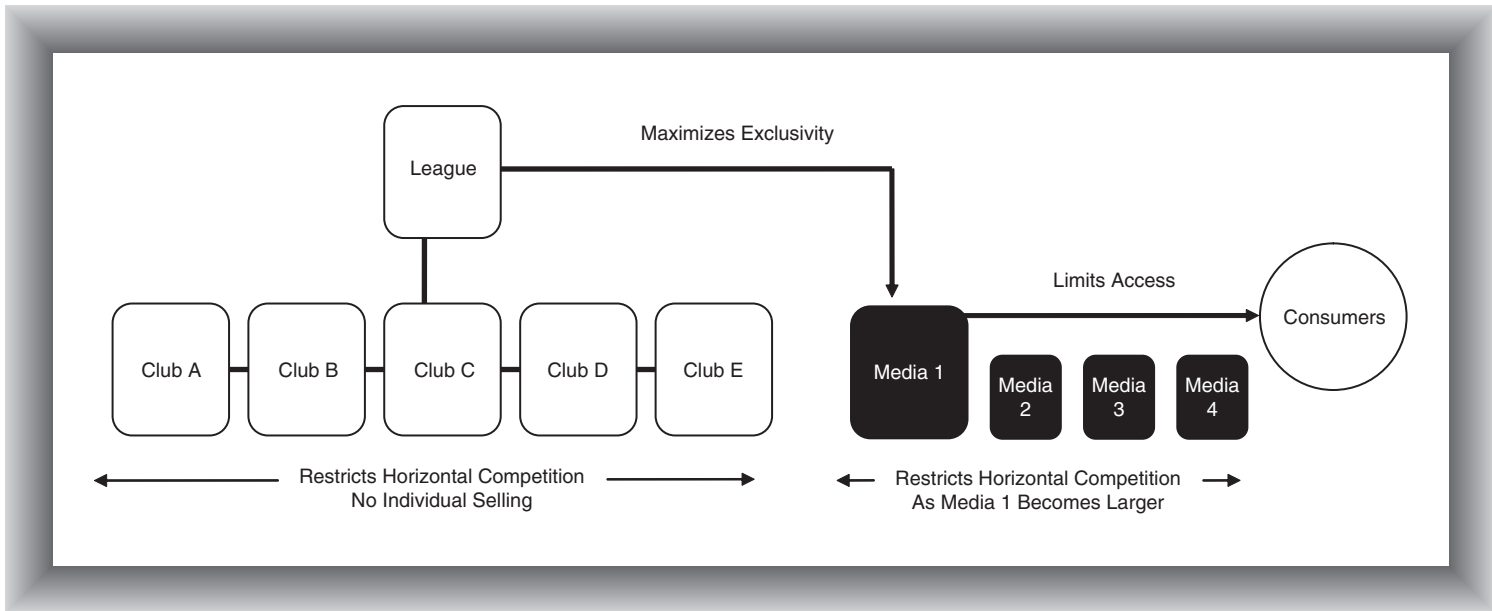 League
Maximizes Exclusivity
Limits Access
Consumers
Club A
Club B
Club C
Club D
Club E
Media 1
Media
2
Media
3
Media
4
Restricts Horizontal Competition
No Individual Selling
Restricts Horizontal Competition
As Media 1 Becomes Larger